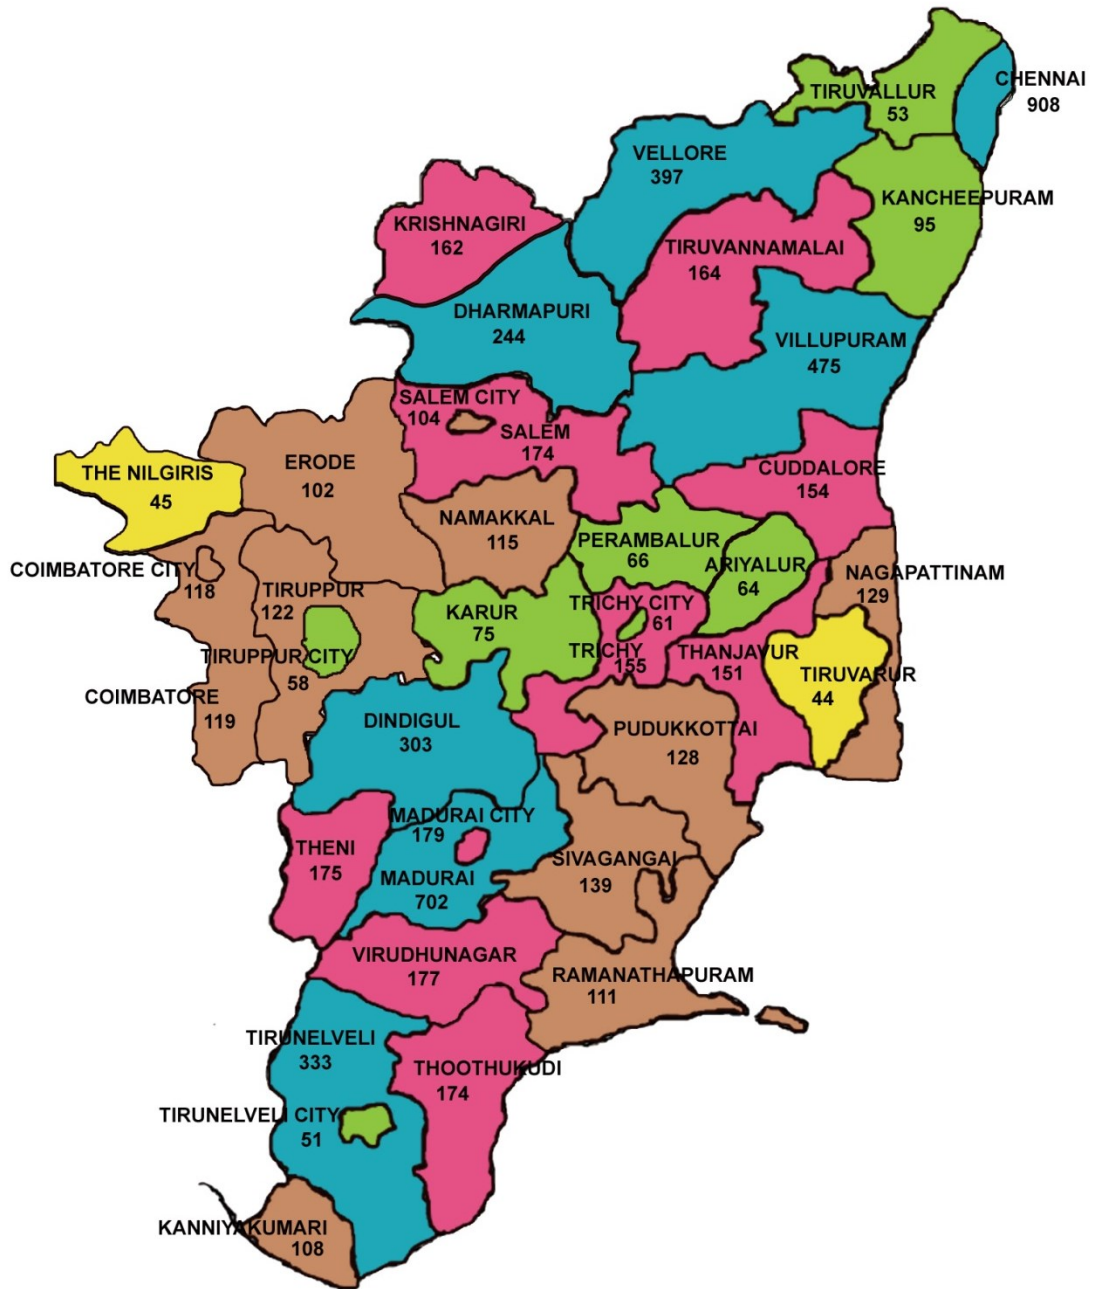 CHENNAI
908
TIRUVALLUR
53
VELLORE
397
KANCHEEPURAM
95
KRISHNAGIRI
162
TIRUVANNAMALAI
164
DHARMAPURI
244
VILLUPURAM
475
SALEM CITY
104
SALEM
174
THE NILGIRIS
45
ERODE
102
CUDDALORE
154
NAMAKKAL
115
PERAMBALUR
66
ARIYALUR
64
COIMBATORE CITY
118
TIRUPPUR
122
NAGAPATTINAM
129
KARUR
75
TRICHY CITY
61
TRICHY
155
THANJAVUR
151
TIRUPPUR CITY
58
TIRUVARUR
44
COIMBATORE
119
DINDIGUL
303
PUDUKKOTTAI
128
MADURAI CITY
179
THENI
175
MADURAI
702
SIVAGANGAI
139
VIRUDHUNAGAR
177
RAMANATHAPURAM
111
TIRUNELVELI
333
THOOTHUKUDI
174
TIRUNELVELI CITY
51
KANNIYAKUMARI
108